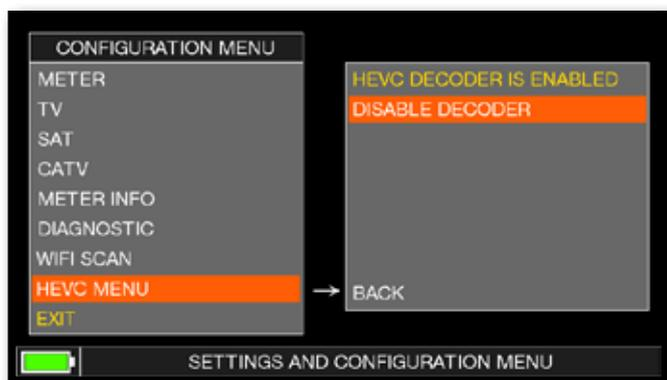 CONFIGURATION MENU
METER
TV
SAT
CATV
METER INFO
DIAGNOSTIC
WIFI SCAN
HEVC MENU
EXIT
HEVC DECODER IS ENABLED
DISABLE DECODER
BACK
SETTINGS AND CONFIGURATION MENU